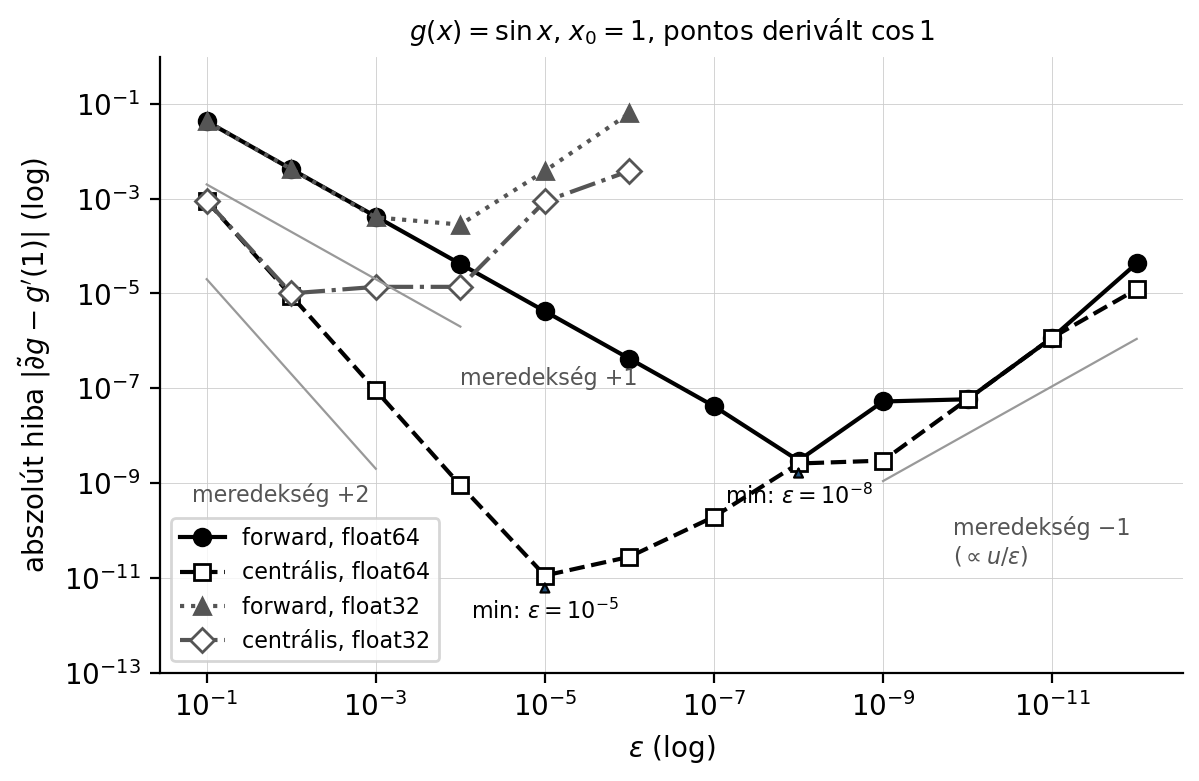 g(x) = sin x, x₀ = 1, pontos derivált cos 1
abszolút hiba |∂̃g − g′(1)| (log)
10⁻¹
10⁻³
10⁻⁵
10⁻⁷
10⁻⁹
10⁻¹¹
10⁻¹³
meredekség +1
meredekség +2
min: ε = 10⁻⁸
meredekség −1
(∝ u/ε)
min: ε = 10⁻⁵
forward, float64
centrális, float64
forward, float32
centrális, float32
10⁻¹ 10⁻³ 10⁻⁵ 10⁻⁷ 10⁻⁹ 10⁻¹¹
ε (log)